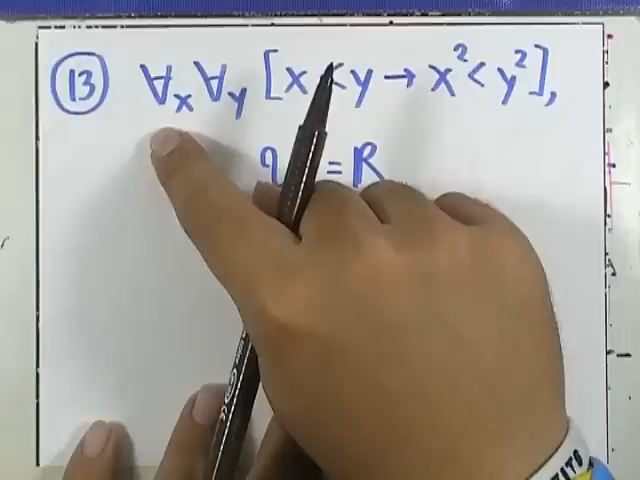 ⑬ ∀x ∀y [x < y → x² < y²],
= R